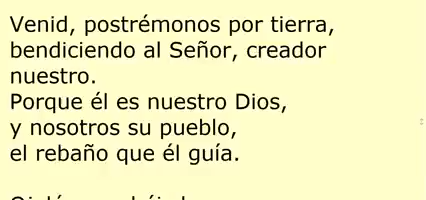 Venid, postrémonos por tierra,
bendiciendo al Señor, creador
nuestro.
Porque él es nuestro Dios,
y nosotros su pueblo,
el rebaño que él guía.